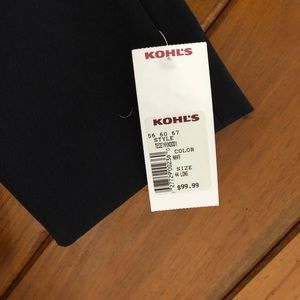 KOHL'S
KOHL'S
56 60 67
STYLE
COLOR
NAVY
SIZE
44 LONG
$99.99